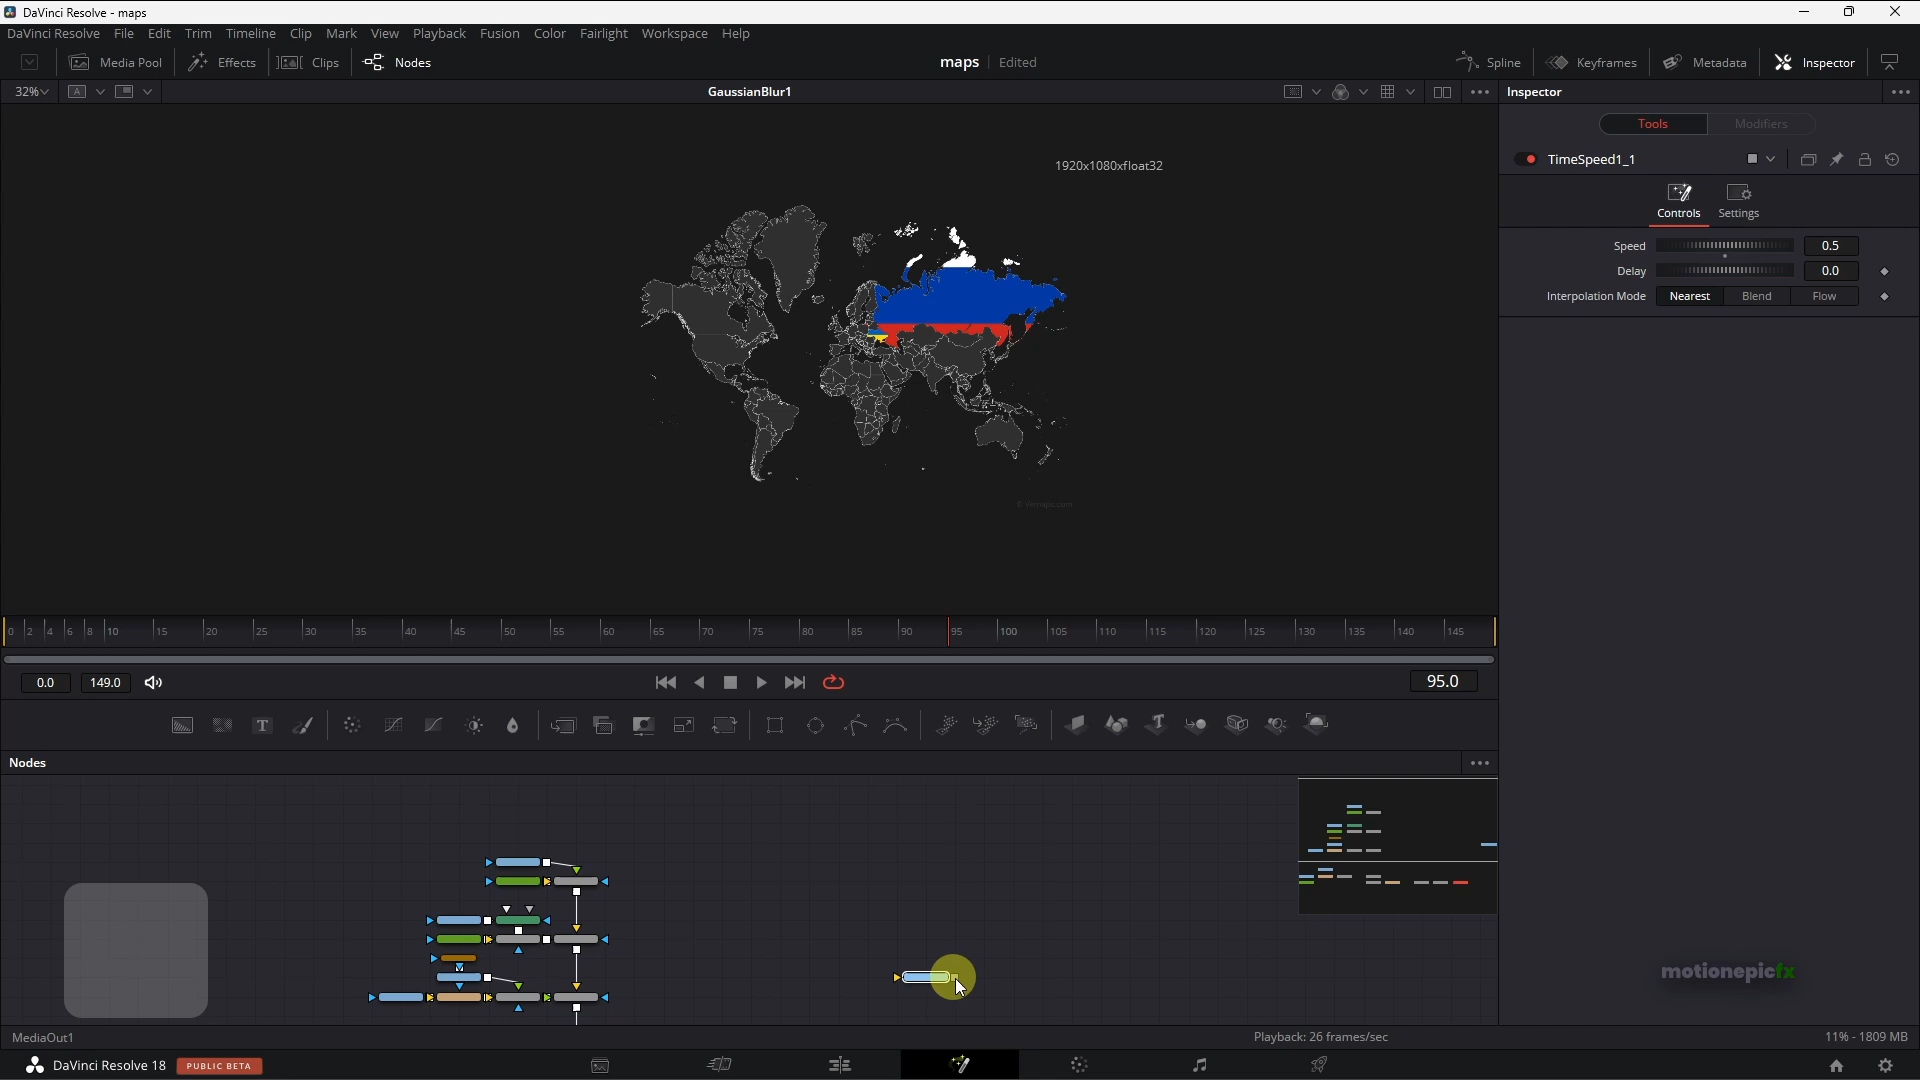 DaVinci Resolve - maps
DaVinci Resolve File Edit Trim Timeline Clip Mark View Playback Fusion Color Fairlight Workspace Help
Media Pool Effects Clips Nodes maps Edited Spline Keyframes Metadata Inspector
32% A GaussianBlur1 Inspector
Tools Modifiers
TimeSpeed1_1
1920x1080xfloat32
Controls Settings
Speed 0.5
Delay 0.0
Interpolation Mode Nearest Blend Flow
0 2 4 6 8 10 15 20 25 30 35 40 45 50 55 60 65 70 75 80 85 90 95 100 105 110 115 120 125 130 135 140 145
0.0 149.0 95.0
T
Nodes
motionepicfx
MediaOut1 Playback: 26 frames/sec 11% - 1809 MB
DaVinci Resolve 18 PUBLIC BETA